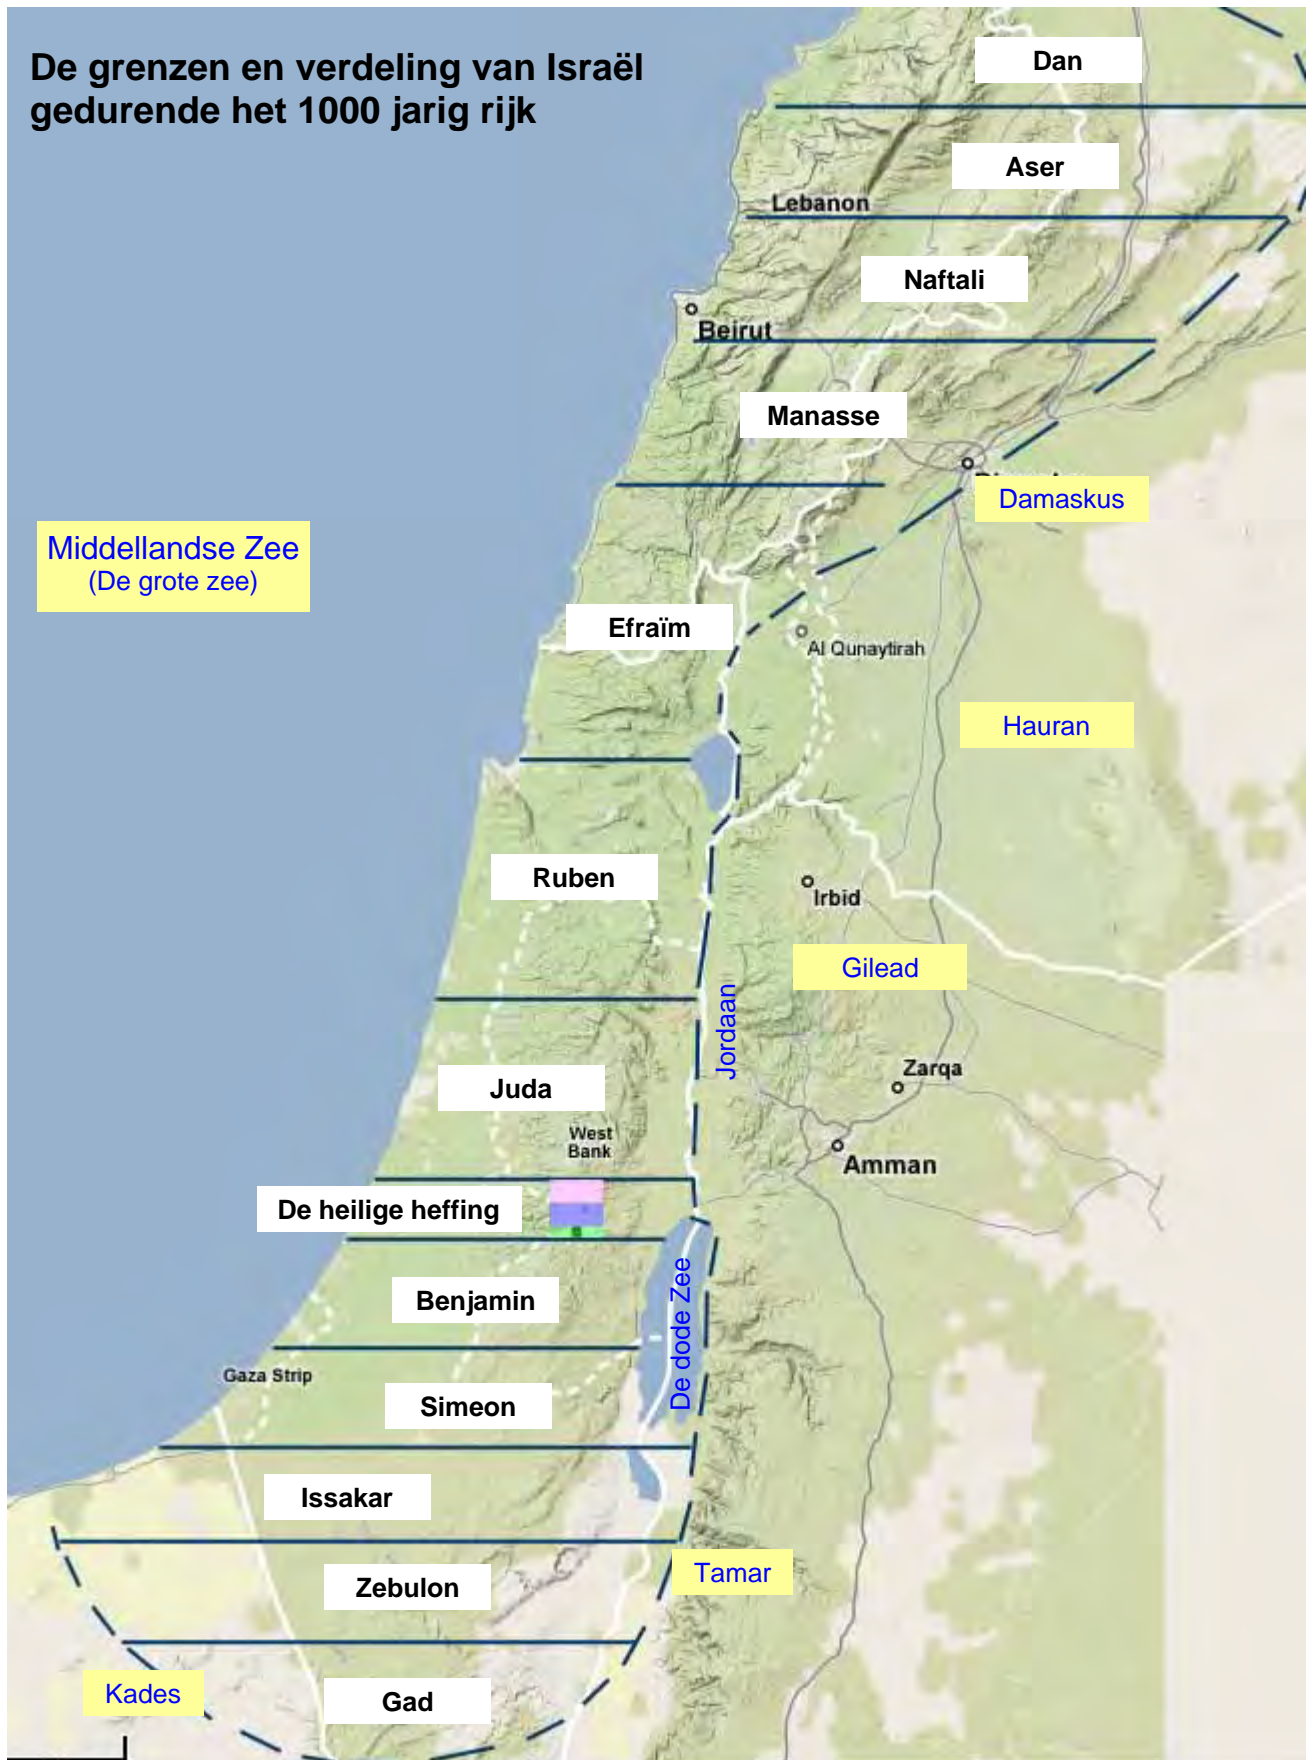 De grenzen en verdeling van Israël
gedurende het 1000 jarig rijk
Dan
Aser
Lebanon
Naftali
Beirut
Manasse
Damaskus
Middellandse Zee
(De grote zee)
Efraïm
Al Qunaytirah
Hauran
Ruben
Irbid
Gilead
Jordaan
Zarqa
Juda
West
Bank
Amman
De heilige heffing
Benjamin
De dode Zee
Gaza Strip
Simeon
Issakar
Tamar
Zebulon
Kades
Gad